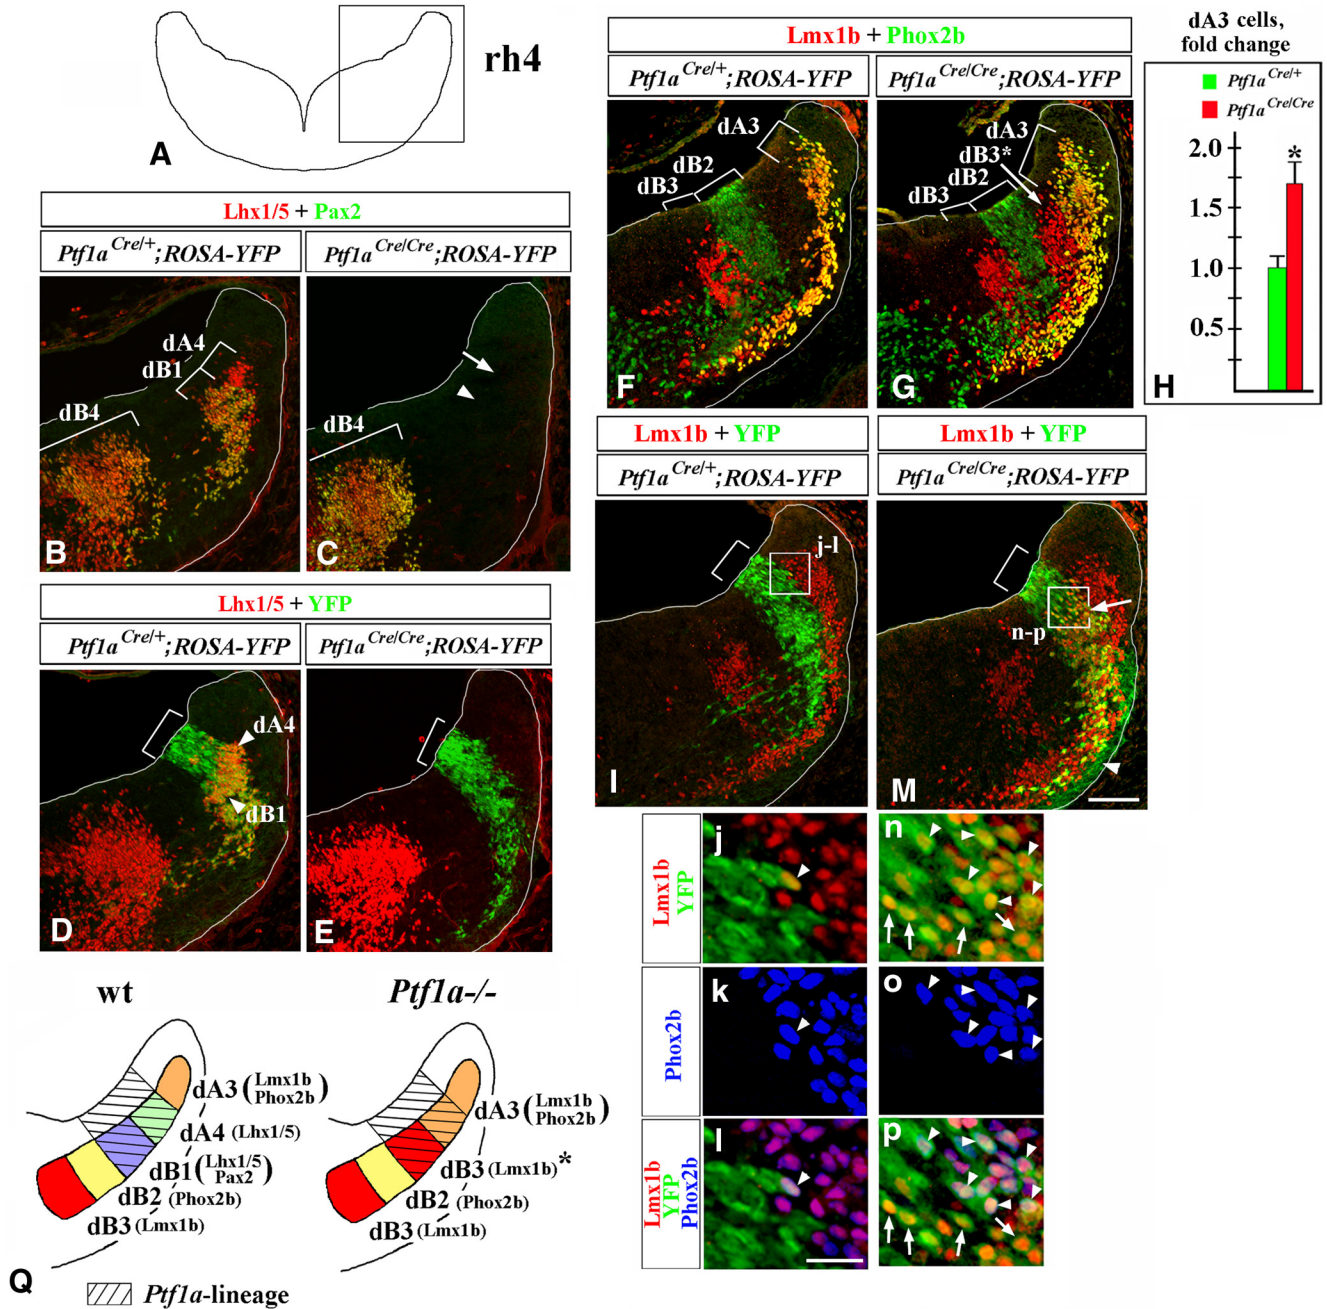 rh4
A
Lhx1/5 + Pax2
Ptf1a Cre/+;ROSA-YFP
Ptf1a Cre/Cre;ROSA-YFP
dA4
dB1
dB4
B
dB4
C
Lhx1/5 + YFP
Ptf1a Cre/+;ROSA-YFP
Ptf1a Cre/Cre;ROSA-YFP
dA4
dB1
D
E
Lmx1b + Phox2b
Ptf1a Cre/+;ROSA-YFP
Ptf1a Cre/Cre;ROSA-YFP
dA3
dB2
dB3
F
dA3
dB3*
dB2
dB3
G
dA3 cells,
fold change
Ptf1a Cre/+
Ptf1a Cre/Cre
2.0
1.5
1.0
0.5
*
H
Lmx1b + YFP
Lmx1b + YFP
Ptf1a Cre/+;ROSA-YFP
Ptf1a Cre/Cre;ROSA-YFP
j-l
I
n-p
M
Lmx1b
YFP
j
n
Phox2b
k
o
Lmx1b
YFP
Phox2b
l
p
wt
dA3 (Lmx1b
Phox2b)
dA4 (Lhx1/5)
dB1 (Lhx1/5
Pax2)
dB2 (Phox2b)
dB3 (Lmx1b)
Ptf1a-/-
dA3 (Lmx1b
Phox2b)
dB3 (Lmx1b)*
dB2 (Phox2b)
dB3 (Lmx1b)
Q
Ptf1a-lineage